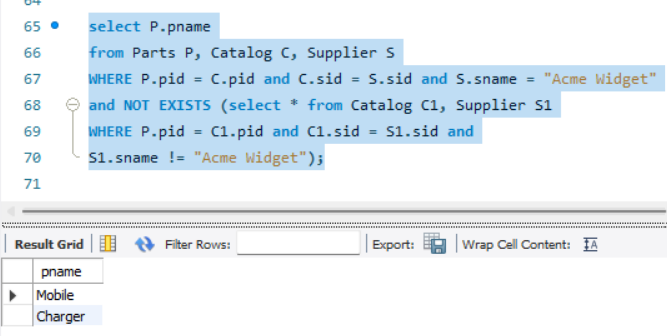 64
65 select P.pname
66 from Parts P, Catalog C, Supplier S
67 WHERE P.pid = C.pid and C.sid = S.sid and S.sname = "Acme Widget"
68 and NOT EXISTS (select * from Catalog C1, Supplier S1
69 WHERE P.pid = C1.pid and C1.sid = S1.sid and
70 S1.sname != "Acme Widget");
71
Result Grid Filter Rows: Export: Wrap Cell Content: IA
pname
Mobile
Charger